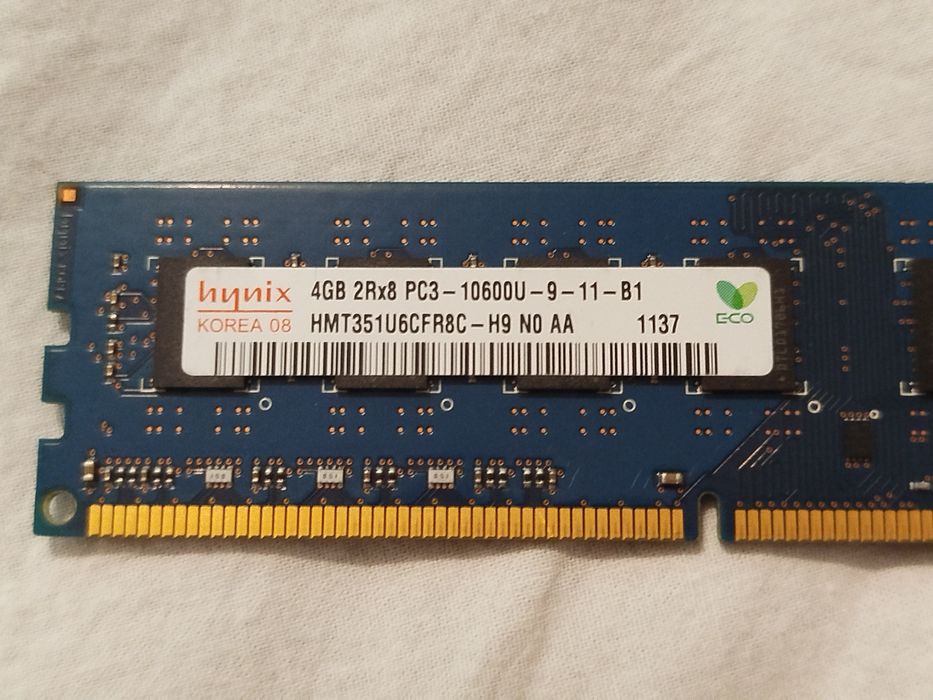 hynix 4GB 2Rx8 PC3-10600U-9-11-B1
KOREA 08 HMT351U6CFR8C-H9 N0 AA 1137
ECO